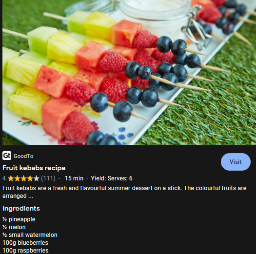 Gt GoodTo
Fruit kebabs recipe
Visit
4 ★★★★★ (111) · 15 min · Yield: Serves: 6
Fruit kebabs are a fresh and flavourful summer dessert on a stick. The colourful fruits are
arranged ...
Ingredients
½ pineapple
½ melon
½ small watermelon
100g blueberries
100g raspberries